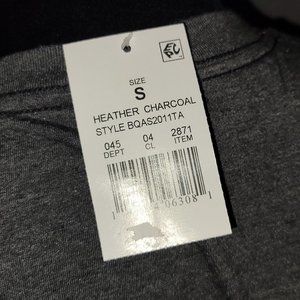 SIZE
S
HEATHER CHARCOAL
STYLE BQAS2011TA
045 04 2871
DEPT CL ITEM